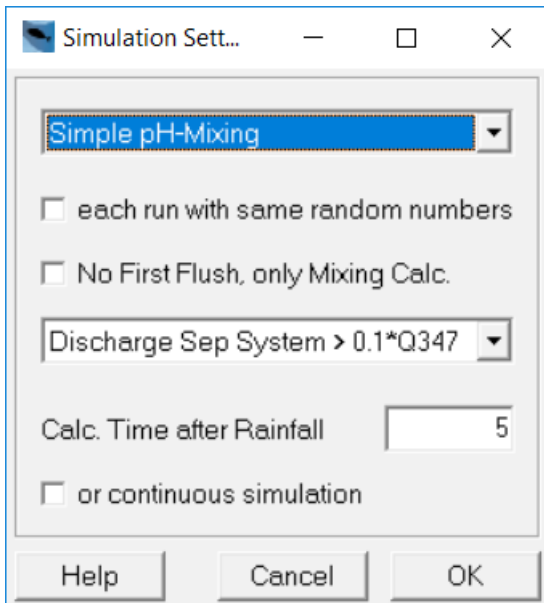 Simulation Sett...
Simple pH-Mixing
each run with same random numbers
No First Flush, only Mixing Calc.
Discharge Sep System > 0.1*Q347
Calc. Time after Rainfall 5
or continuous simulation
Help Cancel OK